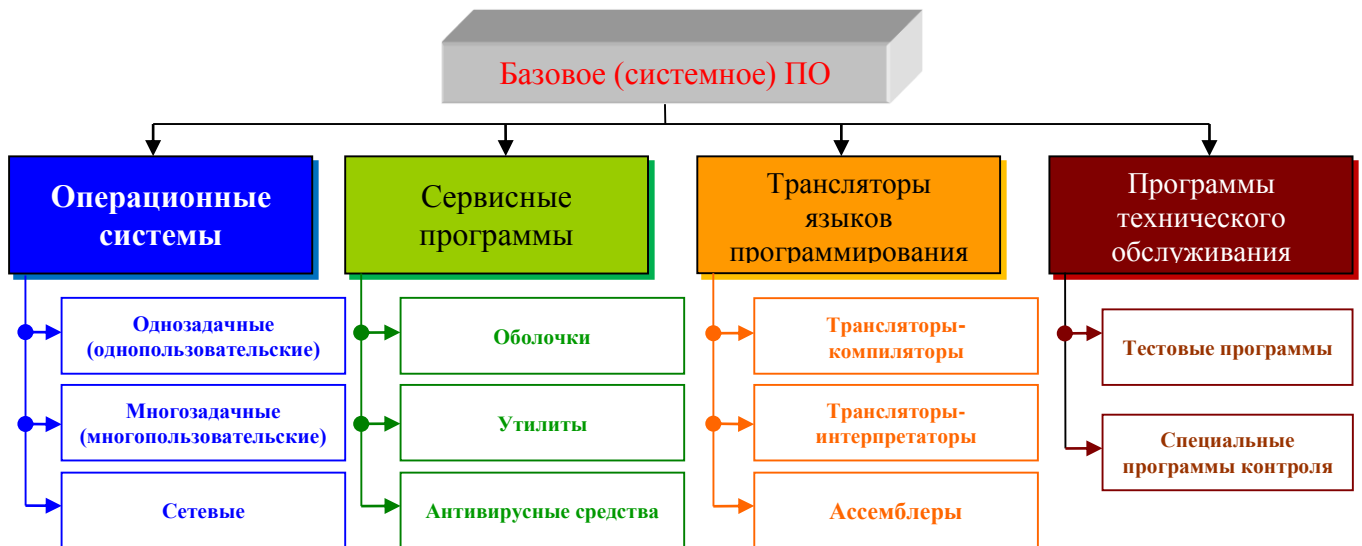 Базовое (системное) ПО
Операционные
системы
Сервисные
программы
Трансляторы
языков
программирования
Программы
технического
обслуживания
Однозадачные
(однопользовательские)
Многозадачные
(многопользовательские)
Сетевые
Оболочки
Утилиты
Антивирусные средства
Трансляторы-
компиляторы
Трансляторы-
интерпретаторы
Ассемблеры
Тестовые программы
Специальные
программы контроля